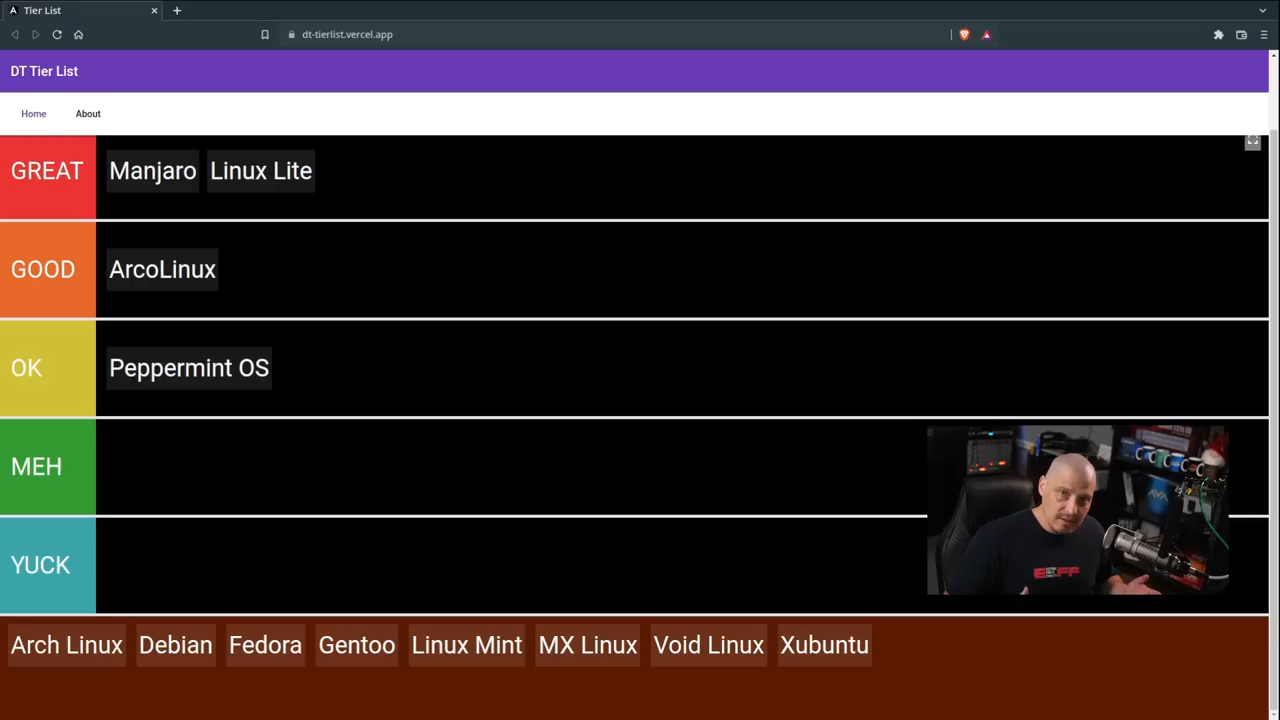 Tier List
dt-tierlist.vercel.app
DT Tier List
Home About
GREAT Manjaro Linux Lite
GOOD ArcoLinux
OK Peppermint OS
MEH
YUCK
Arch Linux Debian Fedora Gentoo Linux Mint MX Linux Void Linux Xubuntu